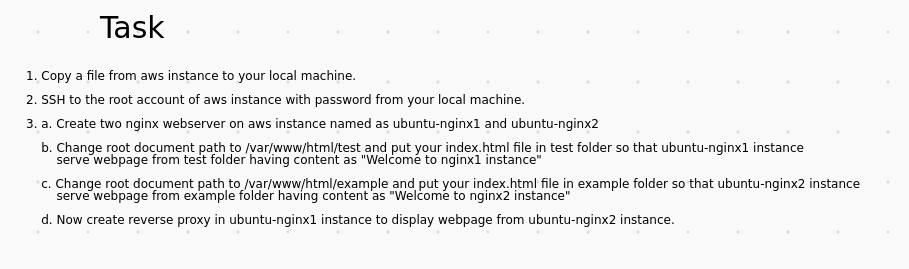 Task
1. Copy a file from aws instance to your local machine.
2. SSH to the root account of aws instance with password from your local machine.
3. a. Create two nginx webserver on aws instance named as ubuntu-nginx1 and ubuntu-nginx2
b. Change root document path to /var/www/html/test and put your index.html file in test folder so that ubuntu-nginx1 instance
serve webpage from test folder having content as "Welcome to nginx1 instance"
c. Change root document path to /var/www/html/example and put your index.html file in example folder so that ubuntu-nginx2 instance
serve webpage from example folder having content as "Welcome to nginx2 instance"
d. Now create reverse proxy in ubuntu-nginx1 instance to display webpage from ubuntu-nginx2 instance.